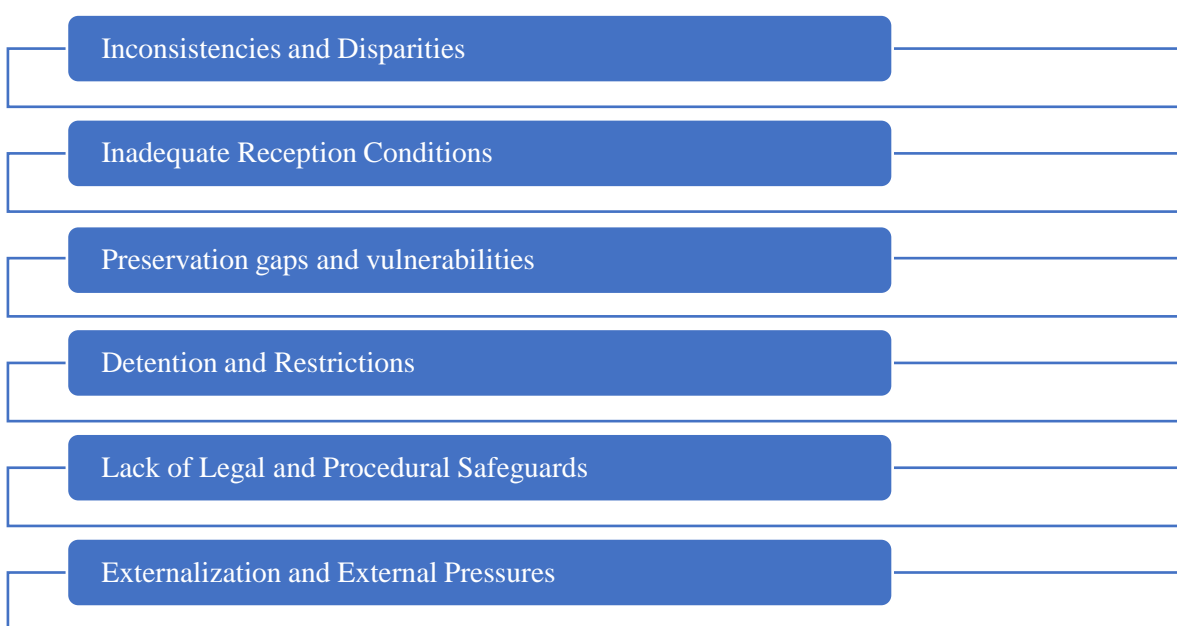 Inconsistencies and Disparities
Inadequate Reception Conditions
Preservation gaps and vulnerabilities
Detention and Restrictions
Lack of Legal and Procedural Safeguards
Externalization and External Pressures